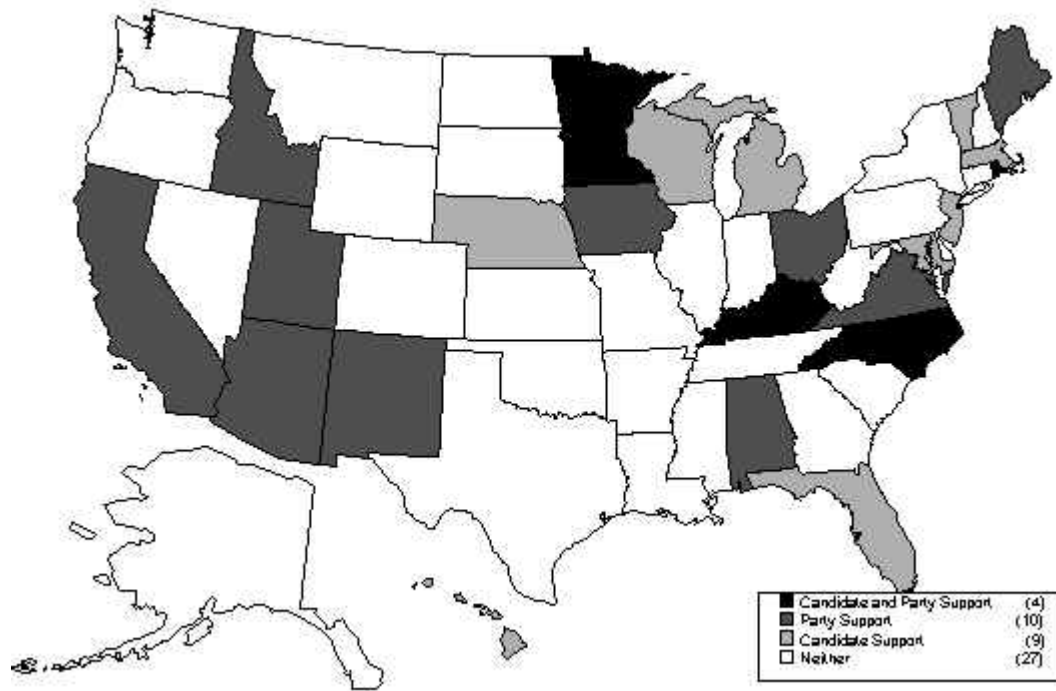 Candidate and Party Support (4)
Party Support (10)
Candidate Support (9)
Neither (27)